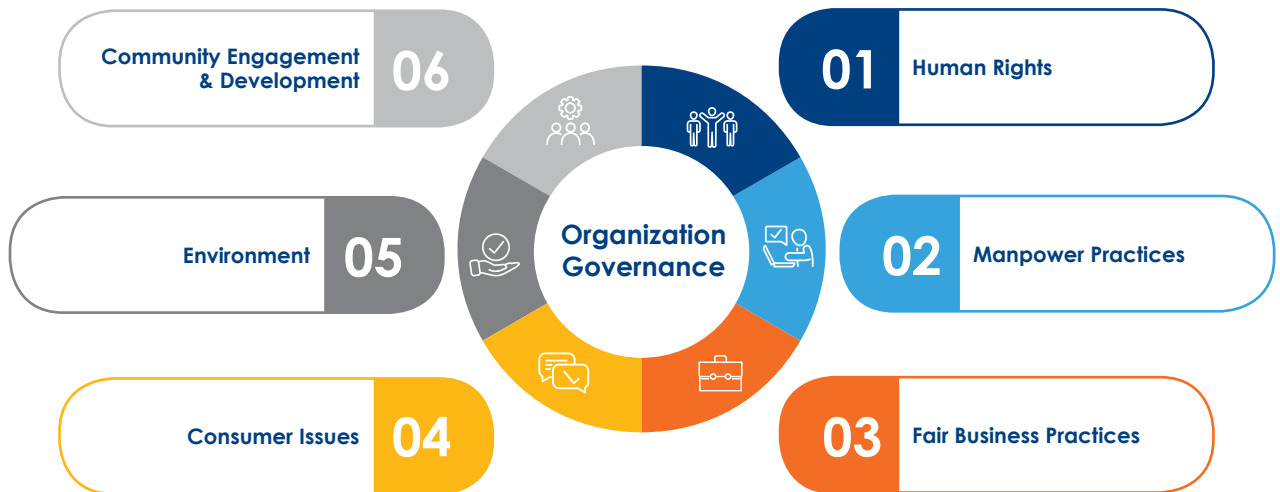 Organization
Governance
01
Human Rights
02
Manpower Practices
03
Fair Business Practices
04
Consumer Issues
05
Environment
06
Community Engagement
& Development